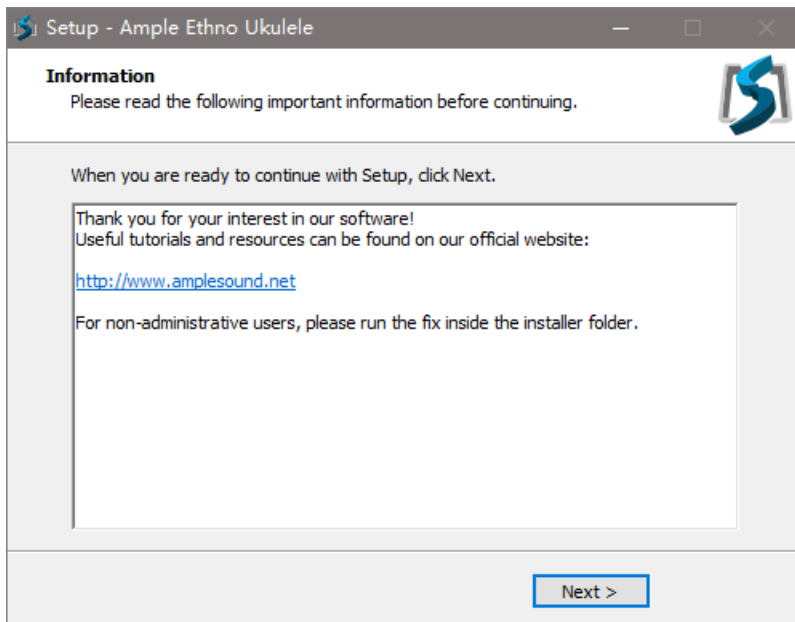 Setup - Ample Ethno Ukulele
Information
Please read the following important information before continuing.
When you are ready to continue with Setup, click Next.
Thank you for your interest in our software!
Useful tutorials and resources can be found on our official website:
http://www.amplesound.net
For non-administrative users, please run the fix inside the installer folder.
Next >